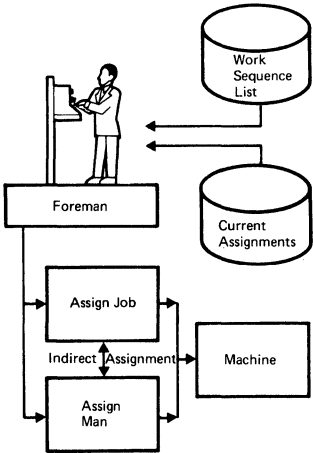 Work
Sequence
List
Foreman
Current
Assignments
Assign Job
Indirect Assignment
Machine
Assign
Man